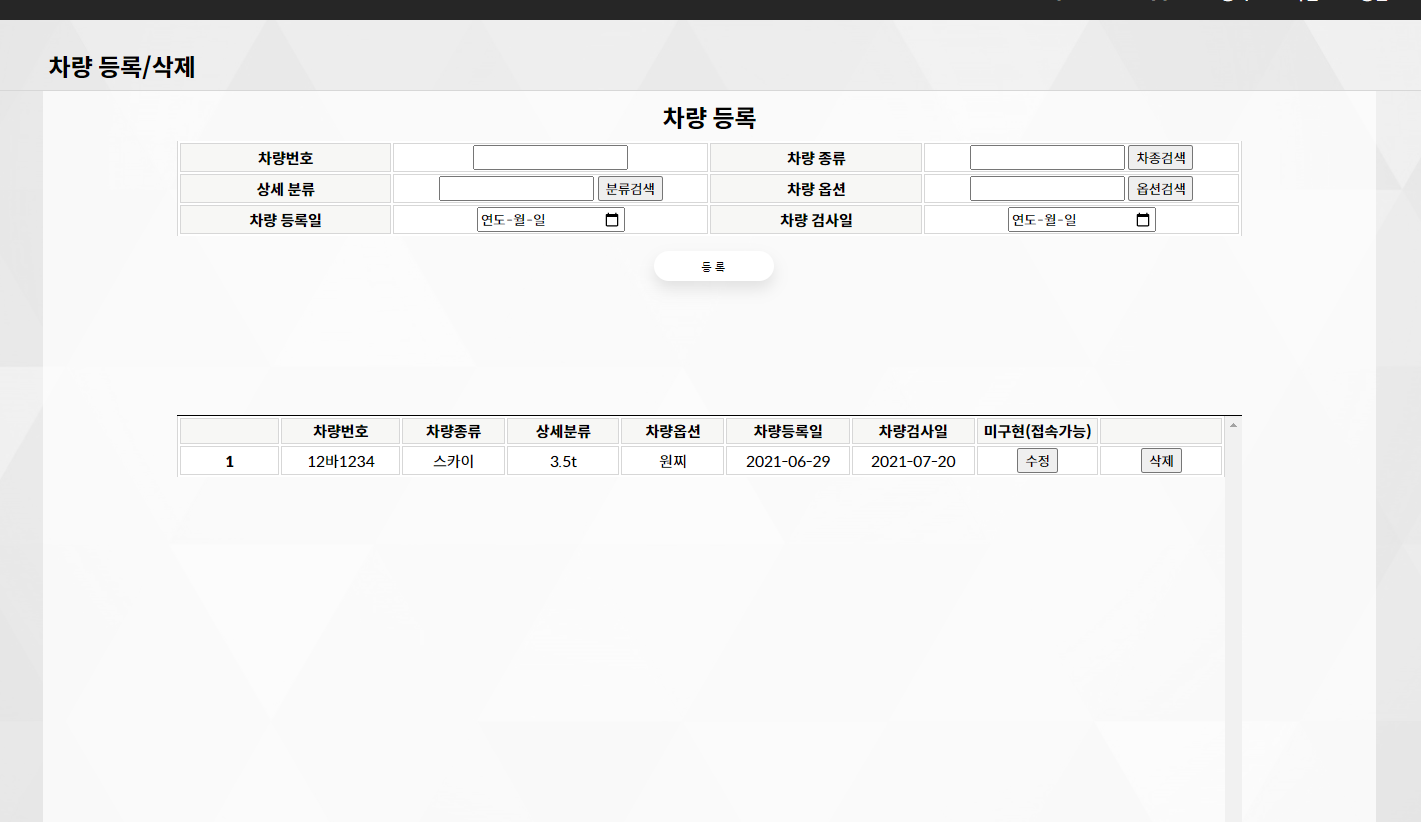 차량 등록/삭제
차량 등록
차량번호 차량 종류 차종검색
상세 분류 분류검색 차량 옵션 옵션검색
차량 등록일 연도-월-일 차량 검사일 연도-월-일
등 록
차량번호 차량종류 상세분류 차량옵션 차량등록일 차량검사일 미구현(접속가능)
1 12바1234 스카이 3.5t 원찌 2021-06-29 2021-07-20 수정 삭제